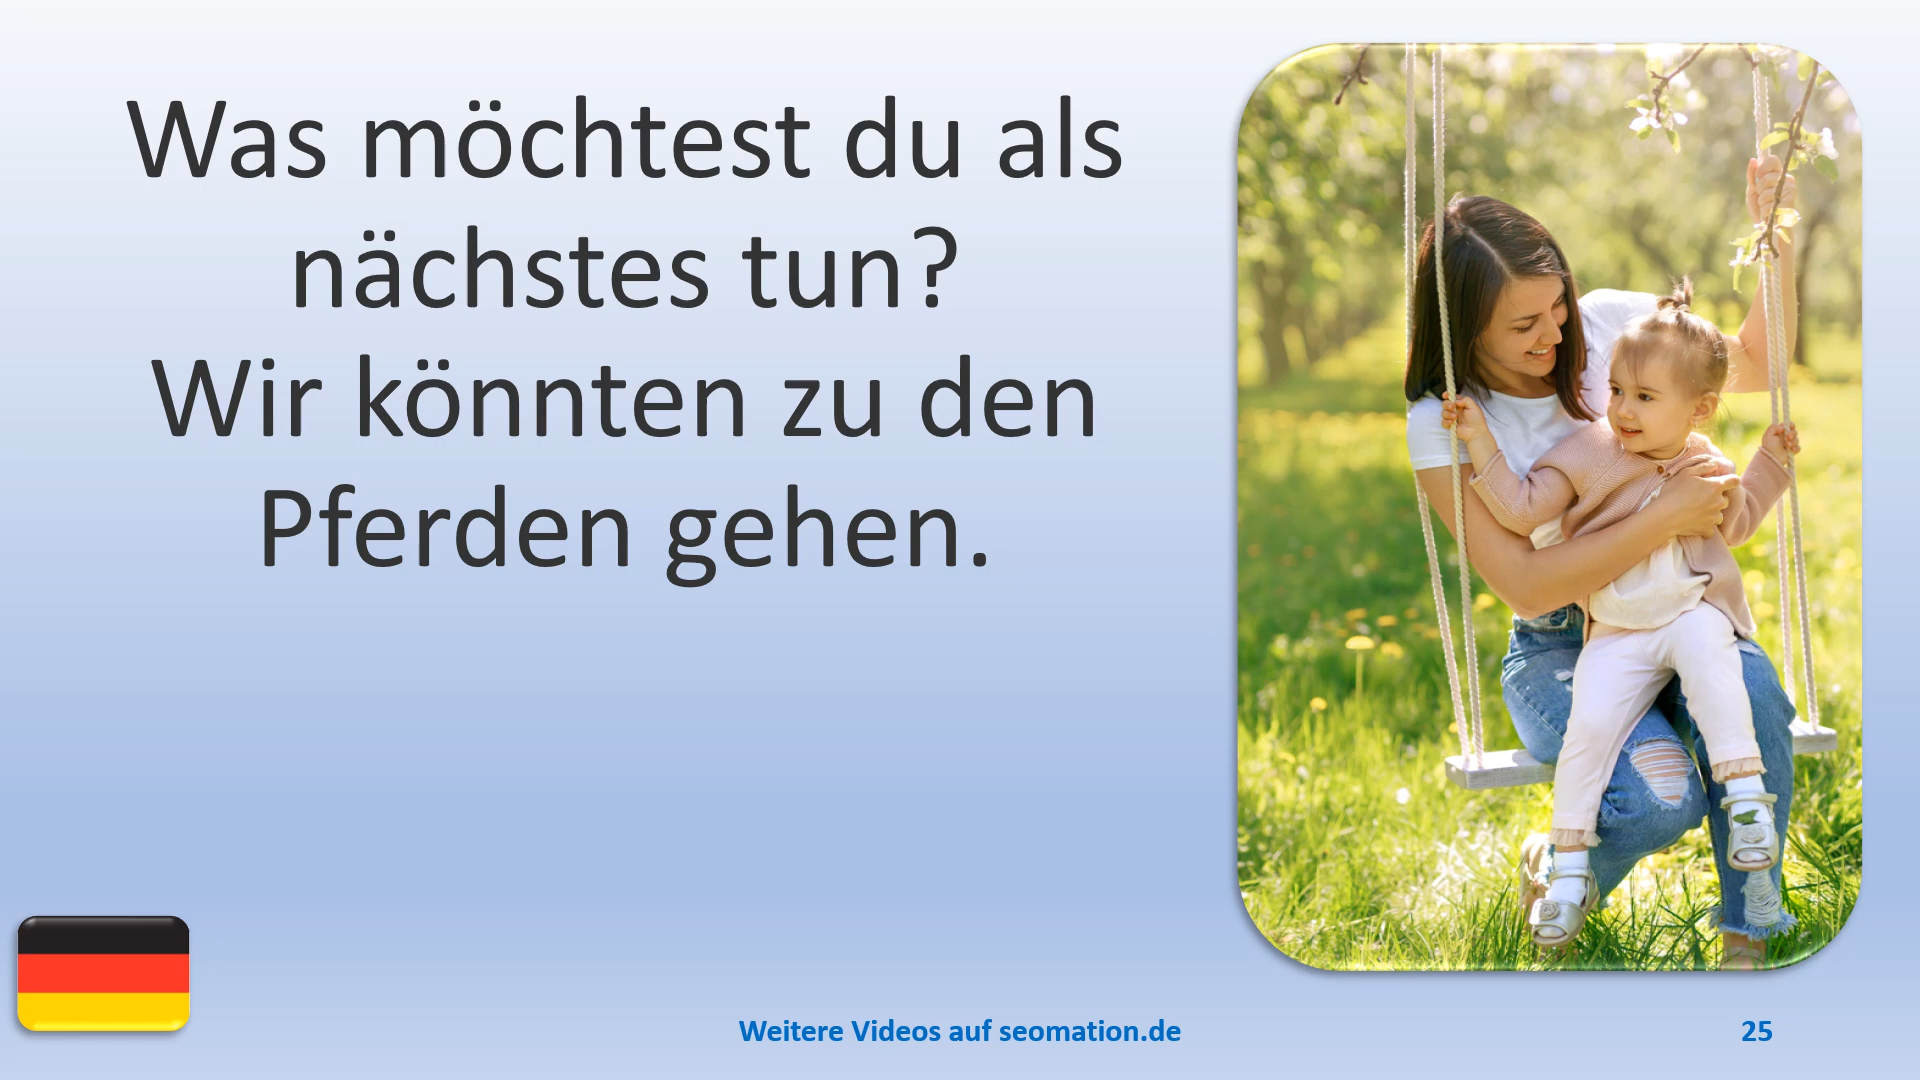 Was möchtest du als
nächstes tun?
Wir könnten zu den
Pferden gehen.
Weitere Videos auf seomation.de
25